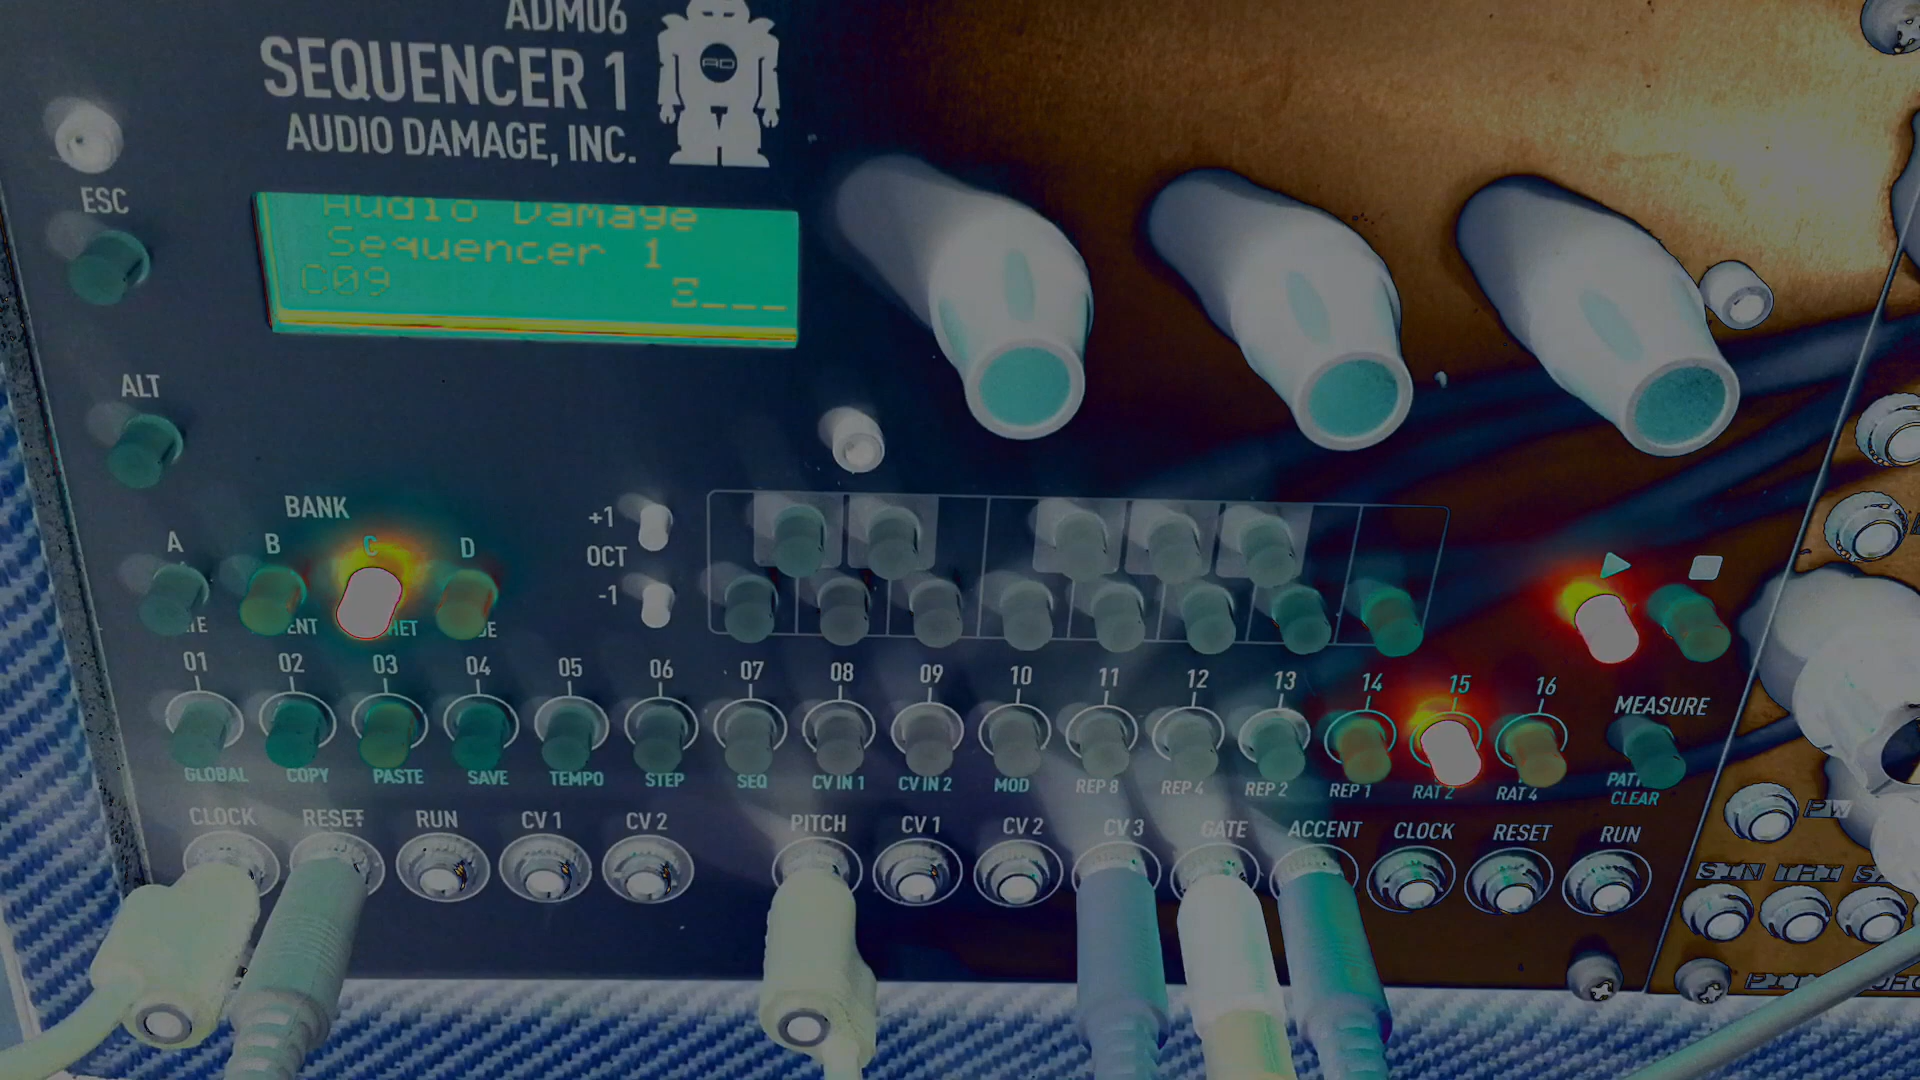 ADM06
SEQUENCER 1
AUDIO DAMAGE, INC.
AD
ESC
Audio Damage
Sequencer 1
C09
ALT
BANK
A B C D
+1
OCT
-1
01 02 03 04 05 06 07 08 09 10 11 12 13 14 15 16
MEASURE
GLOBAL COPY PASTE SAVE TEMPO STEP SEQ CV IN 1 CV IN 2 MOD REP 8 REP 4 REP 2 REP 1 RAT 2 RAT 4
CLEAR
CLOCK RESET RUN CV 1 CV 2 PITCH CV 1 CV 2 CV 3 GATE ACCENT CLOCK RESET RUN
PW
SIN TRI